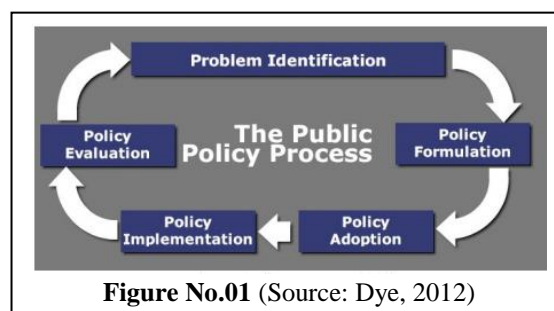 Problem Identification
The Public
Policy Process
Policy
Evaluation
Policy
Formulation
Policy
Implementation
Policy
Adoption
Figure No.01 (Source: Dye, 2012)